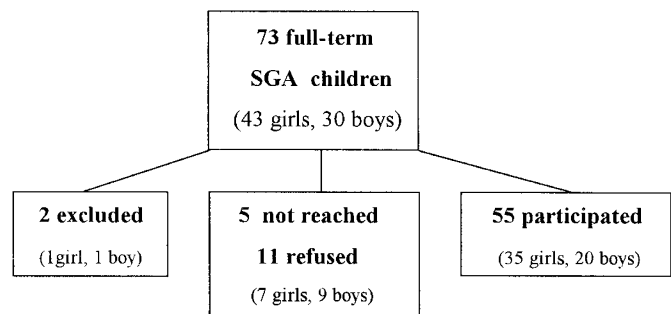 73 full-term
SGA children
(43 girls, 30 boys)
2 excluded
(1girl, 1 boy)
5 not reached
11 refused
(7 girls, 9 boys)
55 participated
(35 girls, 20 boys)